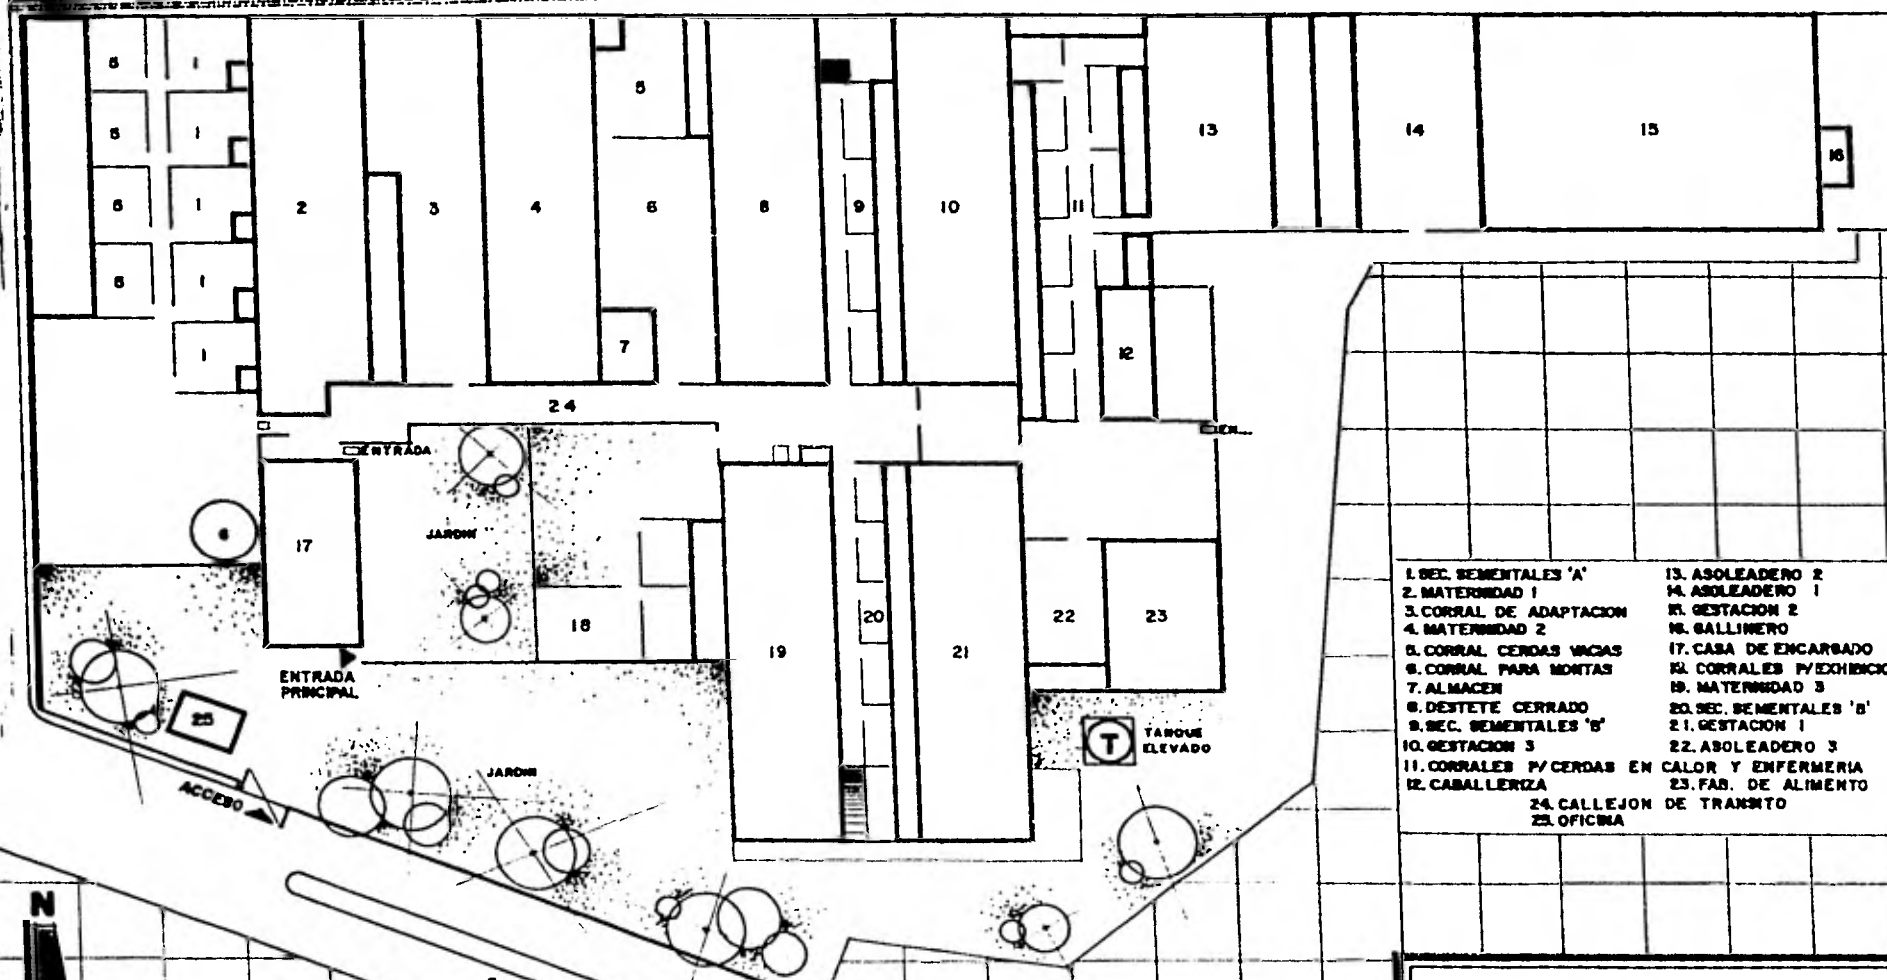 5 1 5 13 14 15
5 1 16
5 1 2 3 4 6 8 9 10 11
5 1
1 7 12
24
ENTRADA EN...
6 17 JARDIN
18 19 20 21 22 23
ENTRADA
PRINCIPAL
25
T TANQUE
ELEVADO
JARDIN
ACCESO
N
1. SEC. SEMENTALES 'A'
2. MATERNIDAD 1
3. CORRAL DE ADAPTACION
4. MATERNIDAD 2
5. CORRAL CERDAS VACIAS
6. CORRAL PARA MONTAS
7. ALMACEN
8. DESTETE CERRADO
9. SEC. SEMENTALES 'B'
10. GESTACION 3
11. CORRALES P/CERDAS EN CALOR Y ENFERMERIA
12. CABALLERIZA
13. ASOLEADERO 2
14. ASOLEADERO 1
15. GESTACION 2
16. GALLINERO
17. CASA DE ENCARGADO
18. CORRALES P/EXHIBICIO
19. MATERNIDAD 3
20. SEC. SEMENTALES 'B'
21. GESTACION 1
22. ASOLEADERO 3
23. FAB. DE ALIMENTO
24. CALLEJON DE TRANSITO
25. OFICINA